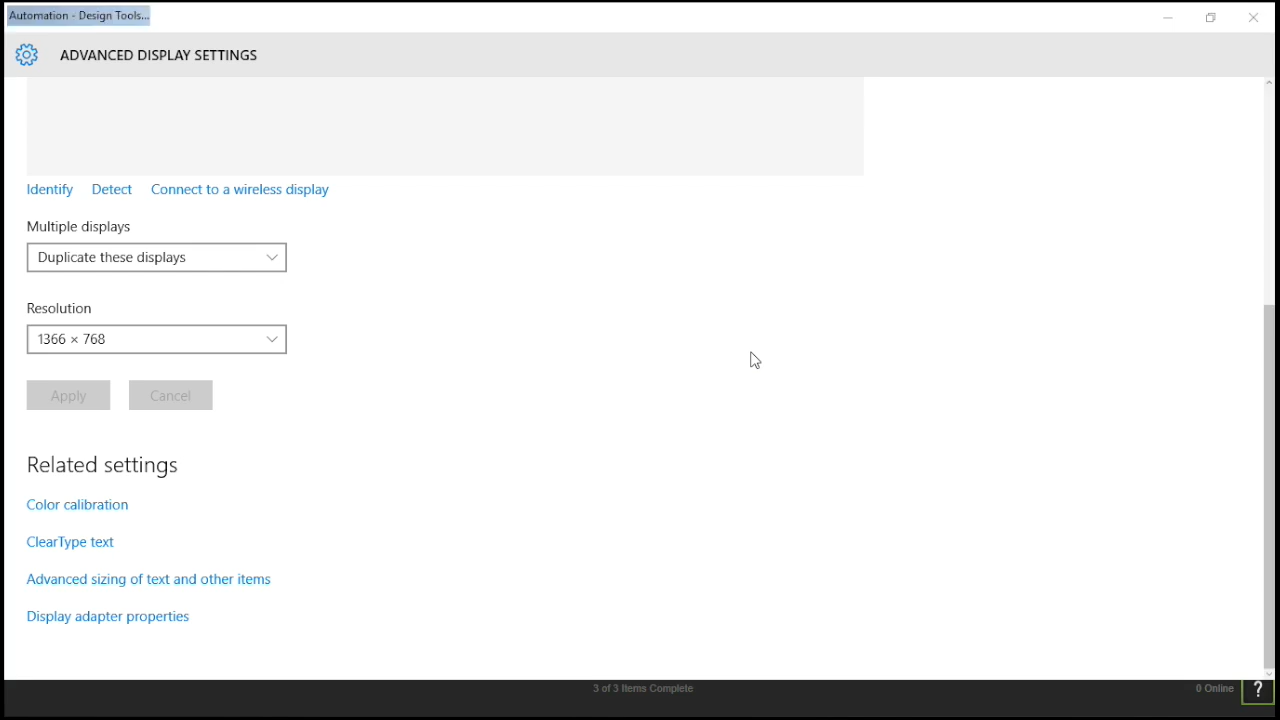 Automation - Design Tools...
ADVANCED DISPLAY SETTINGS
Identify Detect Connect to a wireless display
Multiple displays
Duplicate these displays
Resolution
1366 × 768
Apply Cancel
Related settings
Color calibration
ClearType text
Advanced sizing of text and other items
Display adapter properties
3 of 3 Items Complete 0 Online ?